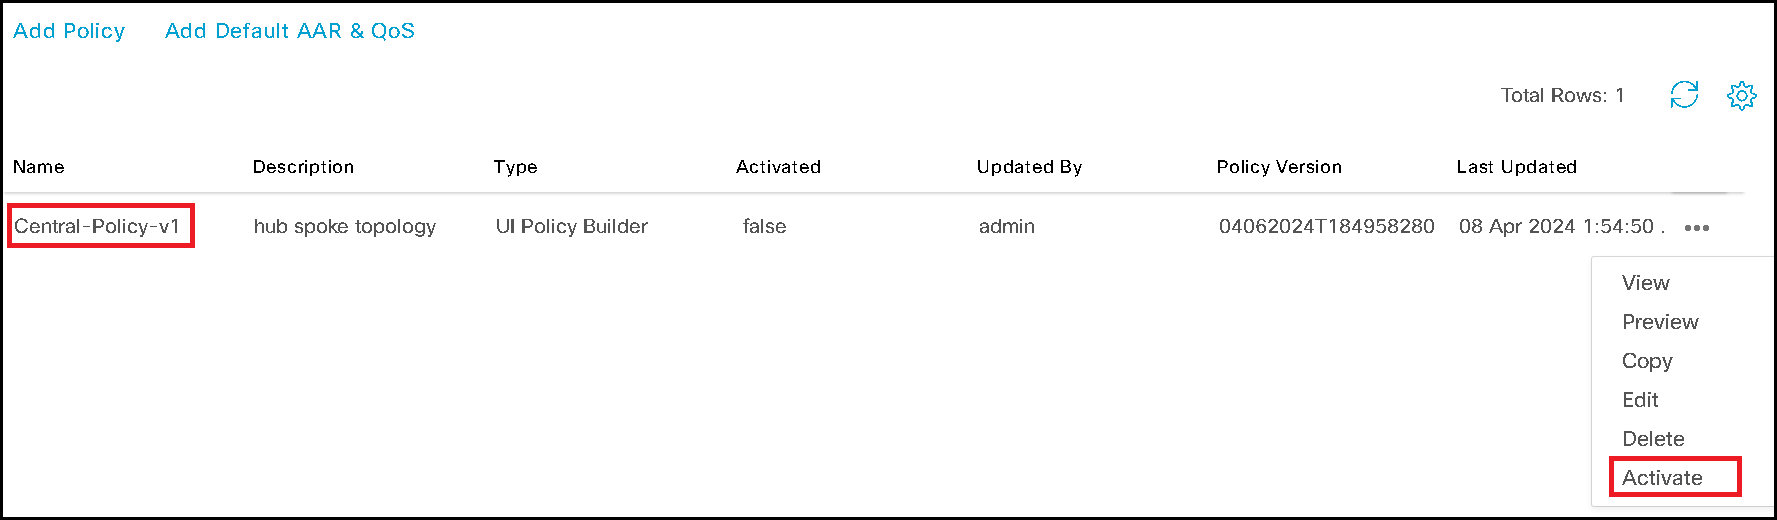 Add Policy Add Default AAR & QoS
Total Rows: 1
Name Description Type Activated Updated By Policy Version Last Updated
Central-Policy-v1 hub spoke topology UI Policy Builder false admin 04062024T184958280 08 Apr 2024 1:54:50 .
View
Preview
Copy
Edit
Delete
Activate